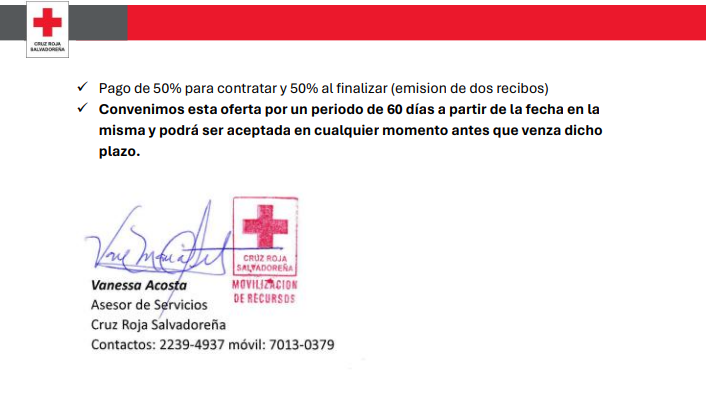 CRUZ ROJA
SALVADOREÑA
✓ Pago de 50% para contratar y 50% al finalizar (emision de dos recibos)
✓ Convenimos esta oferta por un periodo de 60 días a partir de la fecha en la
misma y podrá ser aceptada en cualquier momento antes que venza dicho
plazo.
CRUZ ROJA
SALVADOREÑA
MOVILIZACION
DE RECURSOS
Vanessa Acosta
Asesor de Servicios
Cruz Roja Salvadoreña
Contactos: 2239-4937 móvil: 7013-0379